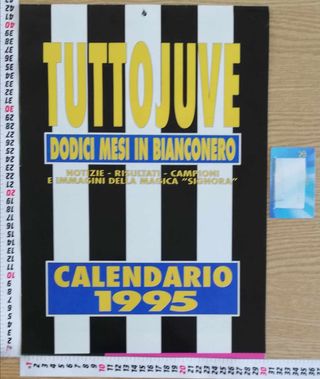 TUTTOJUVE
DODICI MESI IN BIANCONERO
NOTIZIE - RISULTATI - CAMPIONI
E IMMAGINI DELLA MAGICA "SIGNORA"
CALENDARIO
1995